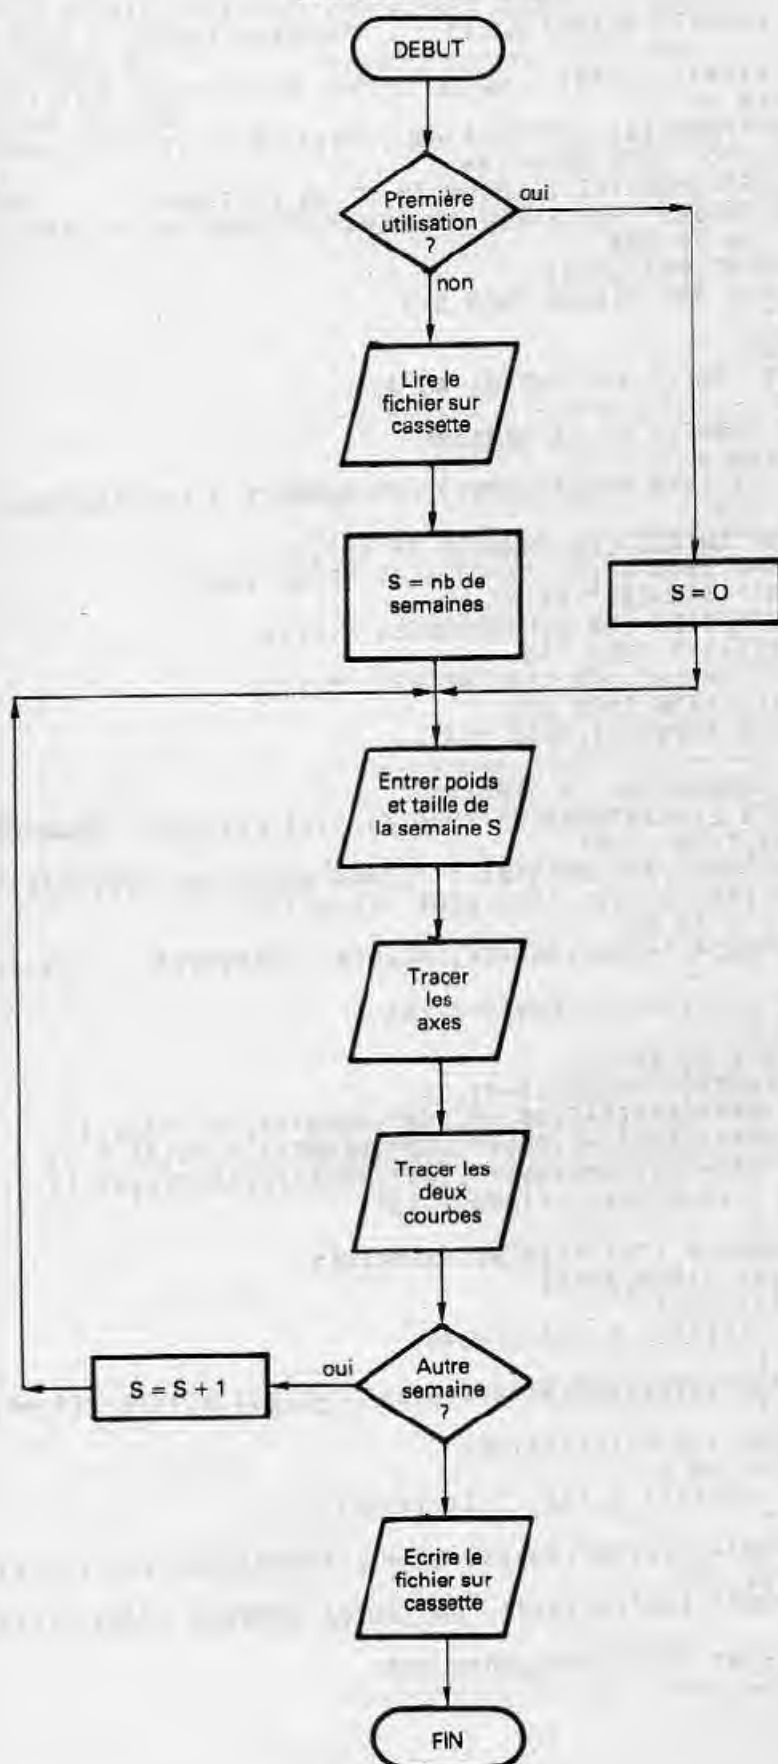 DEBUT
Première
utilisation
?
oui
non
Lire le
fichier sur
cassette
S = nb de
semaines
S = O
Entrer poids
et taille de
la semaine S
Tracer
les
axes
Tracer les
deux
courbes
Autre
semaine
?
oui
S = S + 1
Ecrire le
fichier sur
cassette
FIN